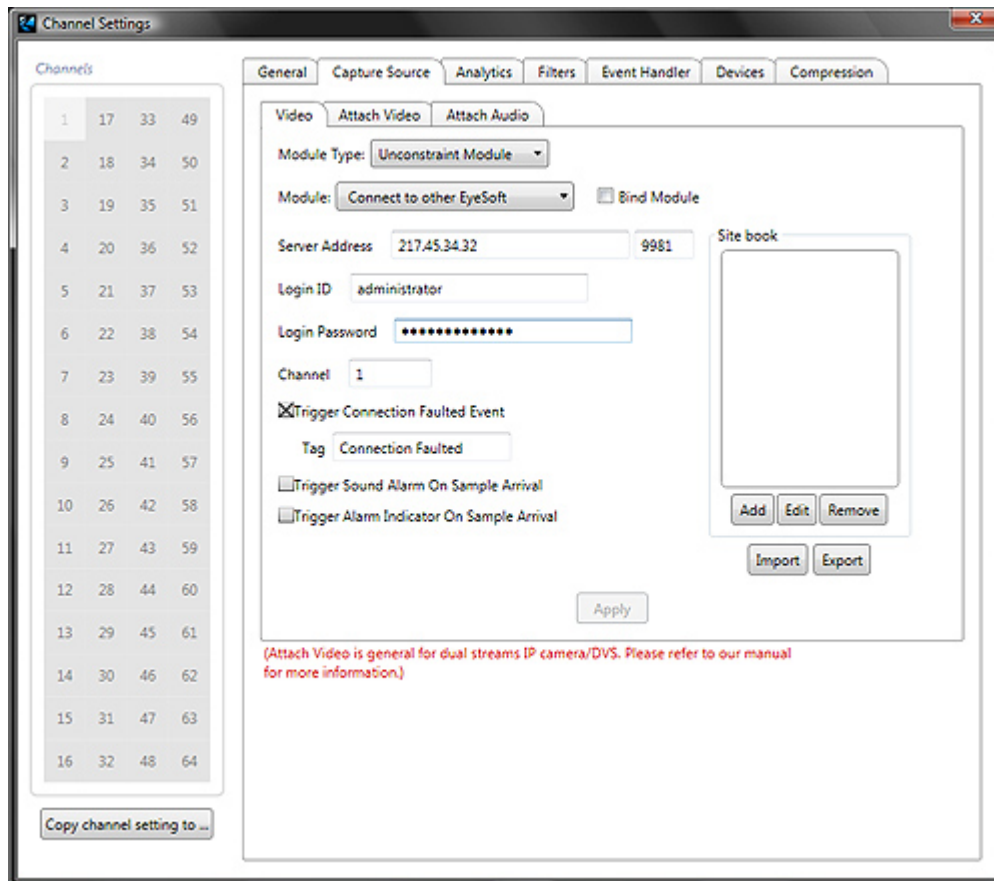 Channel Settings
Channels
1 17 33 49
2 18 34 50
3 19 35 51
4 20 36 52
5 21 37 53
6 22 38 54
7 23 39 55
8 24 40 56
9 25 41 57
10 26 42 58
11 27 43 59
12 28 44 60
13 29 45 61
14 30 46 62
15 31 47 63
16 32 48 64
Copy channel setting to ...
General Capture Source Analytics Filters Event Handler Devices Compression
Video Attach Video Attach Audio
Module Type: Unconstraint Module
Module: Connect to other EyeSoft Bind Module
Server Address 217.45.34.32 9981
Login ID administrator
Login Password •••••••••••••
Channel 1
Trigger Connection Faulted Event
Tag Connection Faulted
Trigger Sound Alarm On Sample Arrival
Trigger Alarm Indicator On Sample Arrival
Site book
Add Edit Remove
Import Export
Apply
(Attach Video is general for dual streams IP camera/DVS. Please refer to our manual
for more information.)